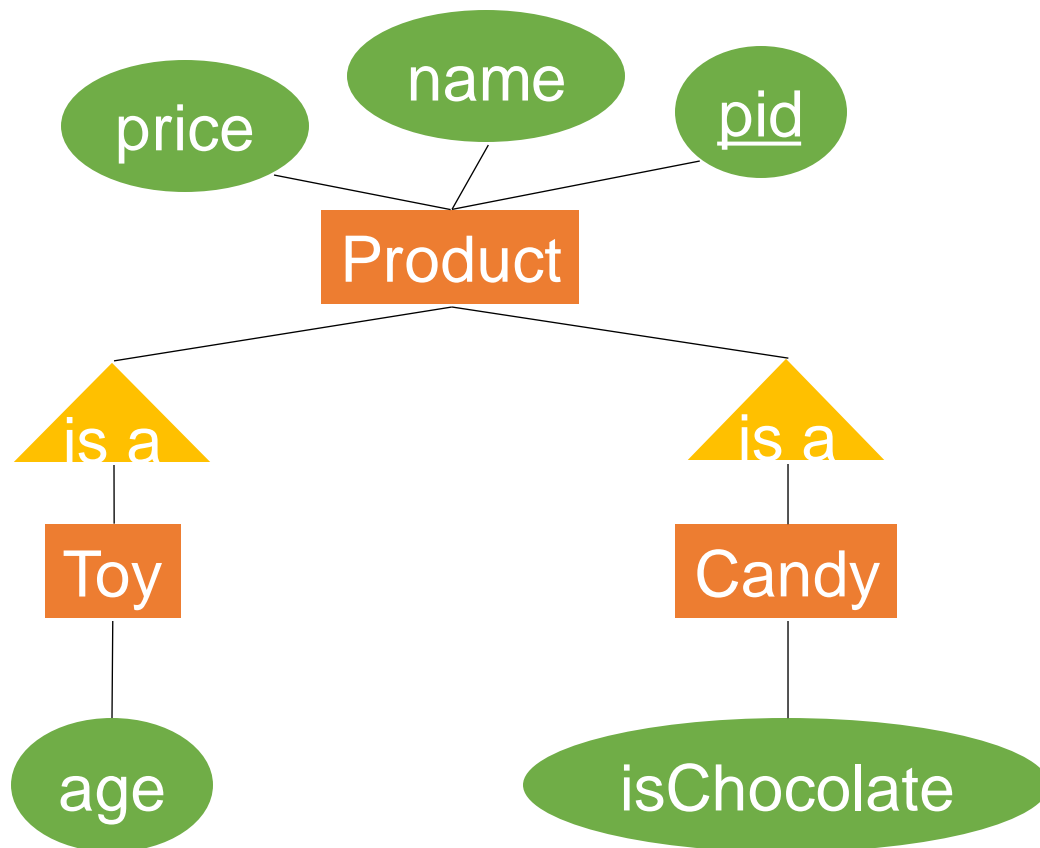 name
price
pid
Product
is a
is a
Toy
Candy
age
isChocolate